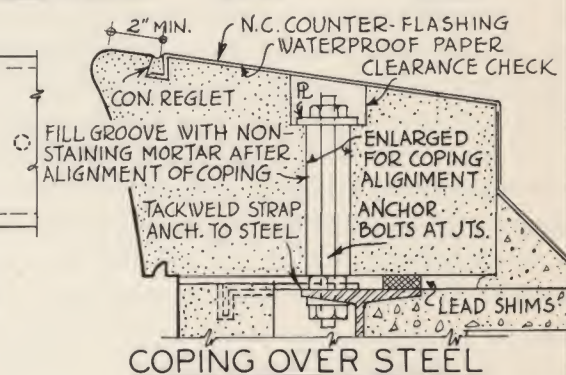 2" MIN.
N.C. COUNTER-FLASHING
WATERPROOF PAPER
CLEARANCE CHECK
PL
CON. REGLET
FILL GROOVE WITH NON-
STAINING MORTAR AFTER
ALIGNMENT OF COPING
ENLARGED
FOR COPING
ALIGNMENT
TACKWELD STRAP
ANCH. TO STEEL
ANCHOR
BOLTS AT JTS.
LEAD SHIMS
COPING OVER STEEL